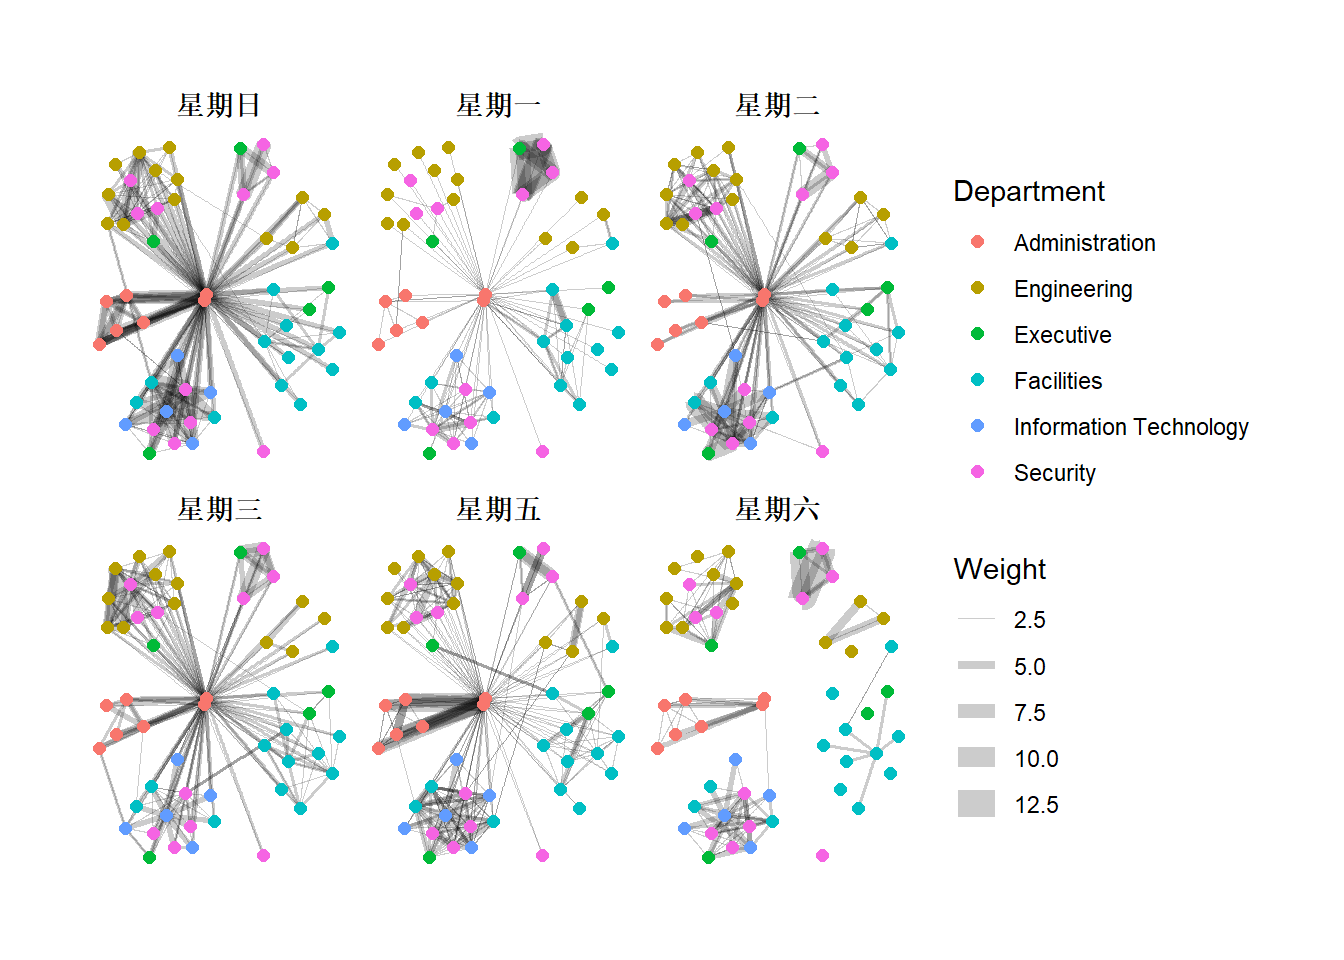 星期日
星期一
星期二
星期三
星期五
星期六
Department
Administration
Engineering
Executive
Facilities
Information Technology
Security
Weight
2.5
5.0
7.5
10.0
12.5